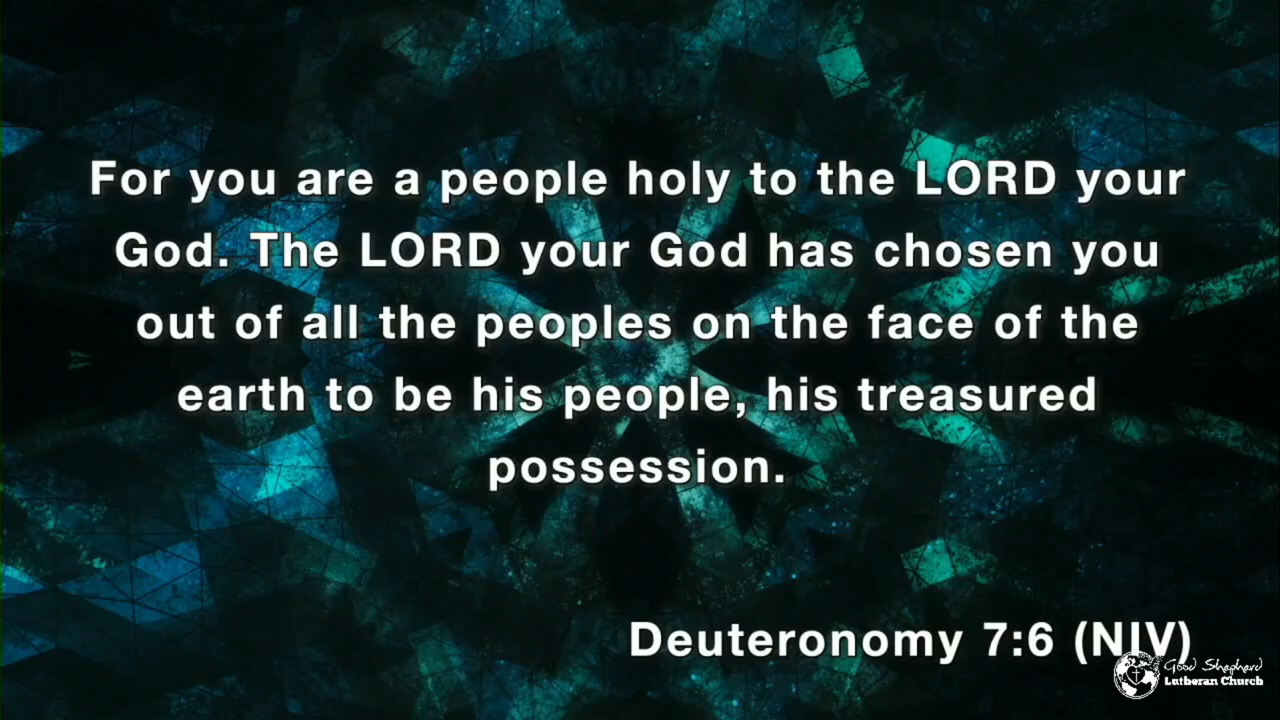 For you are a people holy to the LORD your
God. The LORD your God has chosen you
out of all the peoples on the face of the
earth to be his people, his treasured
possession.
Deuteronomy 7:6 (NIV)
Good Shephard
Lutheran Church